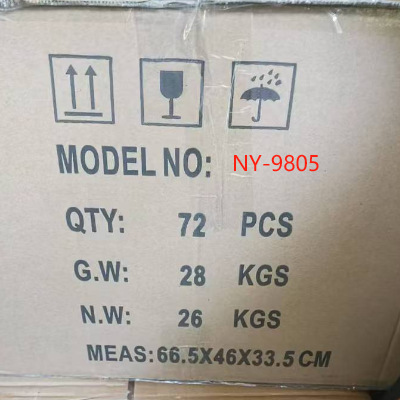 MODEL NO: NY-9805
QTY: 72 PCS
G.W: 28 KGS
N.W: 26 KGS
MEAS:66.5X46X33.5CM